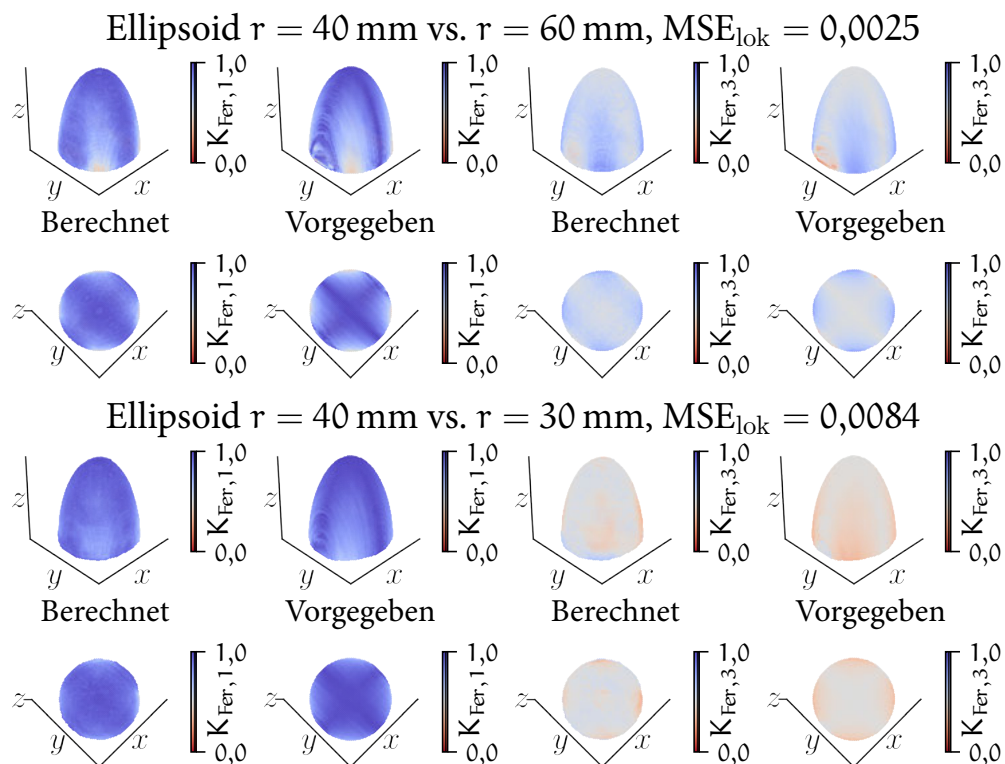 Ellipsoid r = 40 mm vs. r = 60 mm, MSE_lok = 0,0025
1,0 1,0 1,0 1,0
z K_Fer,1 z K_Fer,1 z K_Fer,3 z K_Fer,3
0,0 0,0 0,0 0,0
y x y x y x y x
Berechnet Vorgegeben Berechnet Vorgegeben
1,0 1,0 1,0 1,0
z K_Fer,1 z K_Fer,1 z K_Fer,3 z K_Fer,3
y x y x y x y x
0,0 0,0 0,0 0,0
Ellipsoid r = 40 mm vs. r = 30 mm, MSE_lok = 0,0084
1,0 1,0 1,0 1,0
z K_Fer,1 z K_Fer,1 z K_Fer,3 z K_Fer,3
0,0 0,0 0,0 0,0
y x y x y x y x
Berechnet Vorgegeben Berechnet Vorgegeben
1,0 1,0 1,0 1,0
z K_Fer,1 z K_Fer,1 z K_Fer,3 z K_Fer,3
y x y x y x y x
0,0 0,0 0,0 0,0